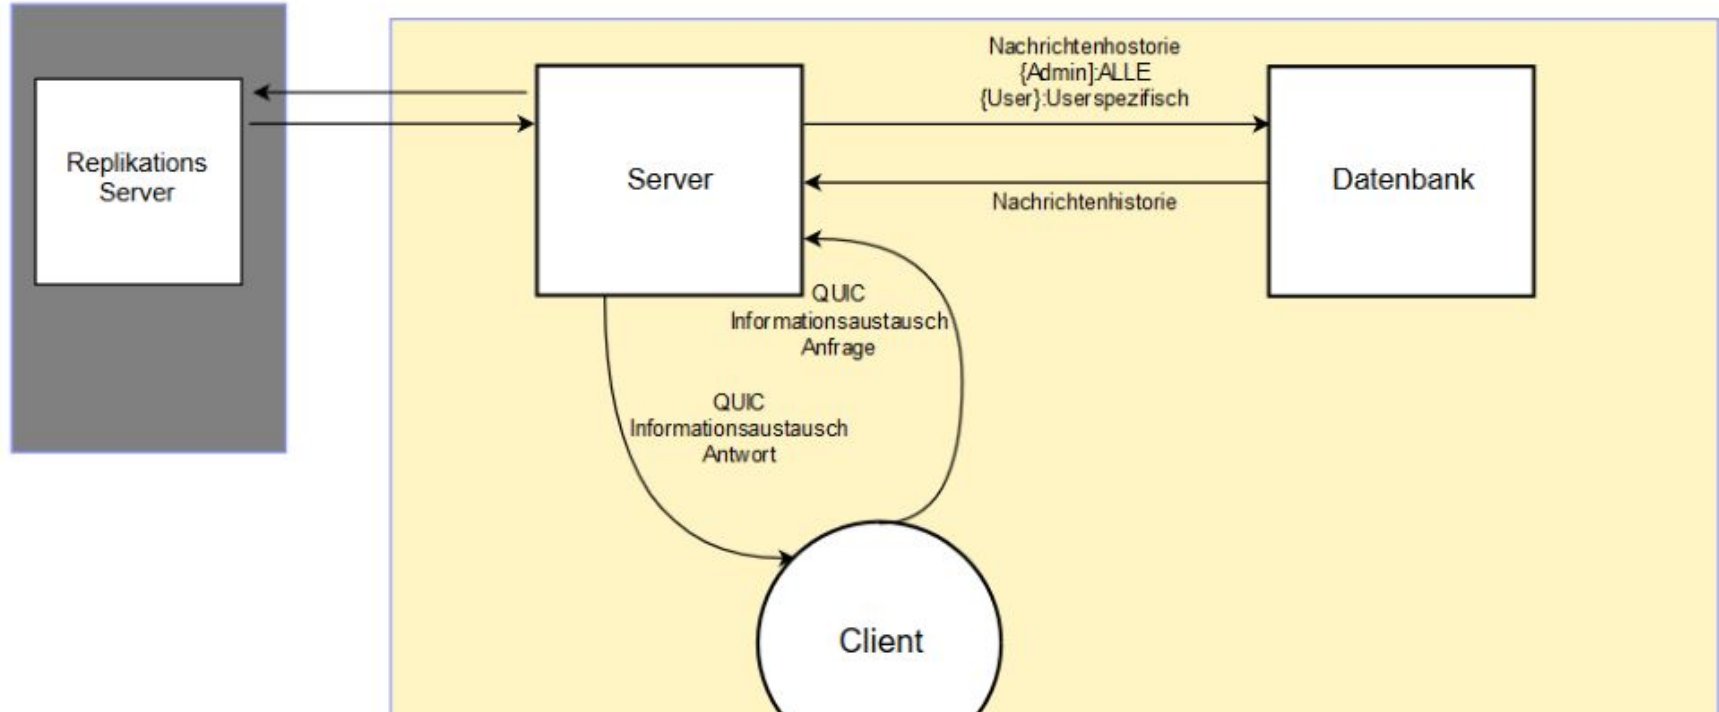 Replikations
Server
Server
Nachrichtenhostorie
{Admin]:ALLE
{User}:Userspezifisch
Nachrichtenhistorie
Datenbank
QUIC
Informationsaustausch
Anfrage
QUIC
Informationsaustausch
Antwort
Client